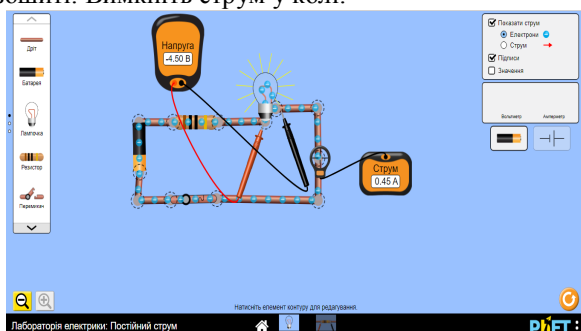 зошиті. Вимкніть струм у колі.
Дріт
Батарея
Лампочка
Резистор
Перемикач
Напруга
-4.50 В
Струм
0.45 А
Показати струм
Електрони
Струм
Підписи
Значення
Вольтметр Амперметр
Натисніть елемент контуру для редагування
Лабораторія електрики: Постійний струм
PhET